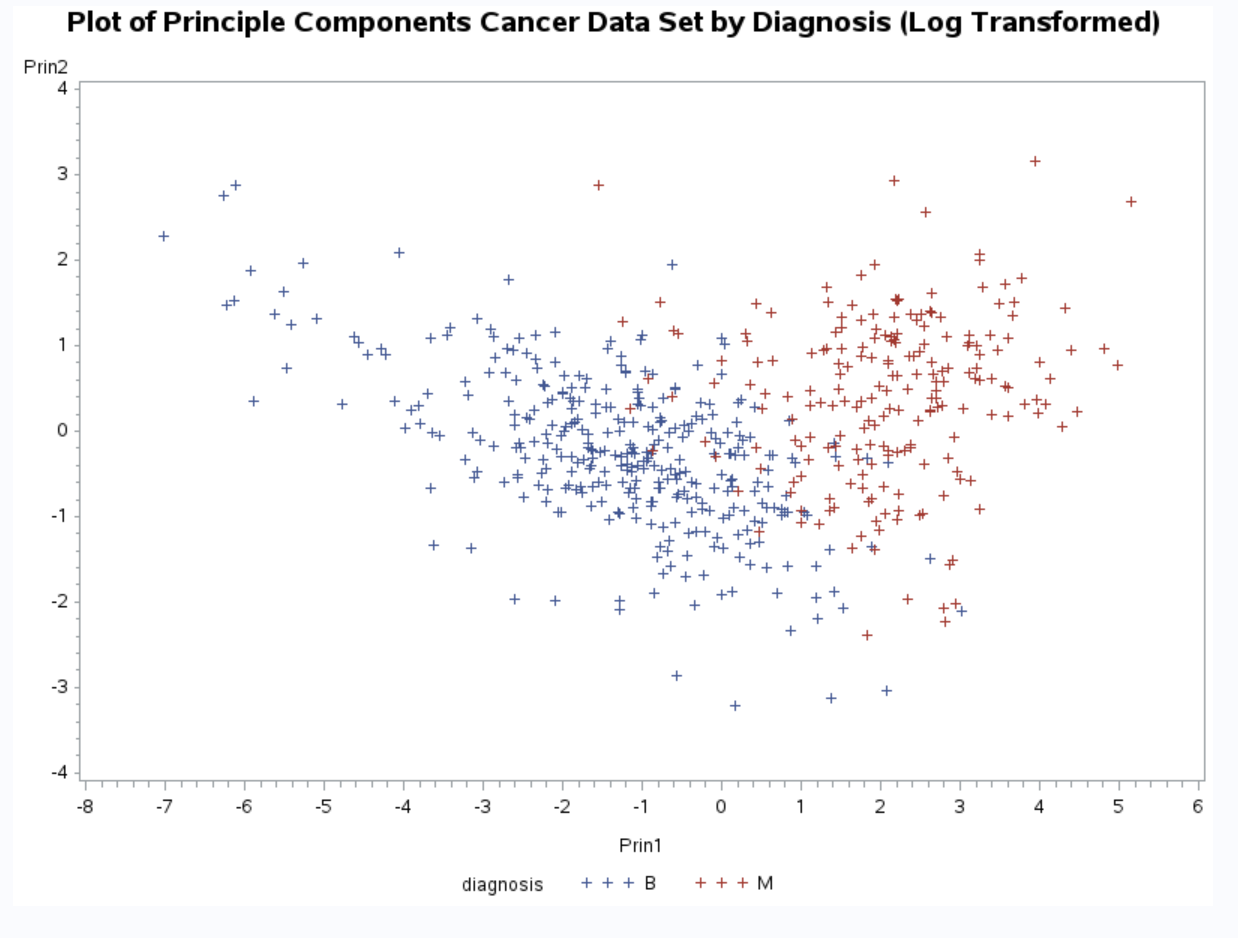 Plot of Principle Components Cancer Data Set by Diagnosis (Log Transformed)
Prin2
4
3
2
1
0
-1
-2
-3
-4
-8 -7 -6 -5 -4 -3 -2 -1 0 1 2 3 4 5 6
Prin1
diagnosis + + + B + + + M